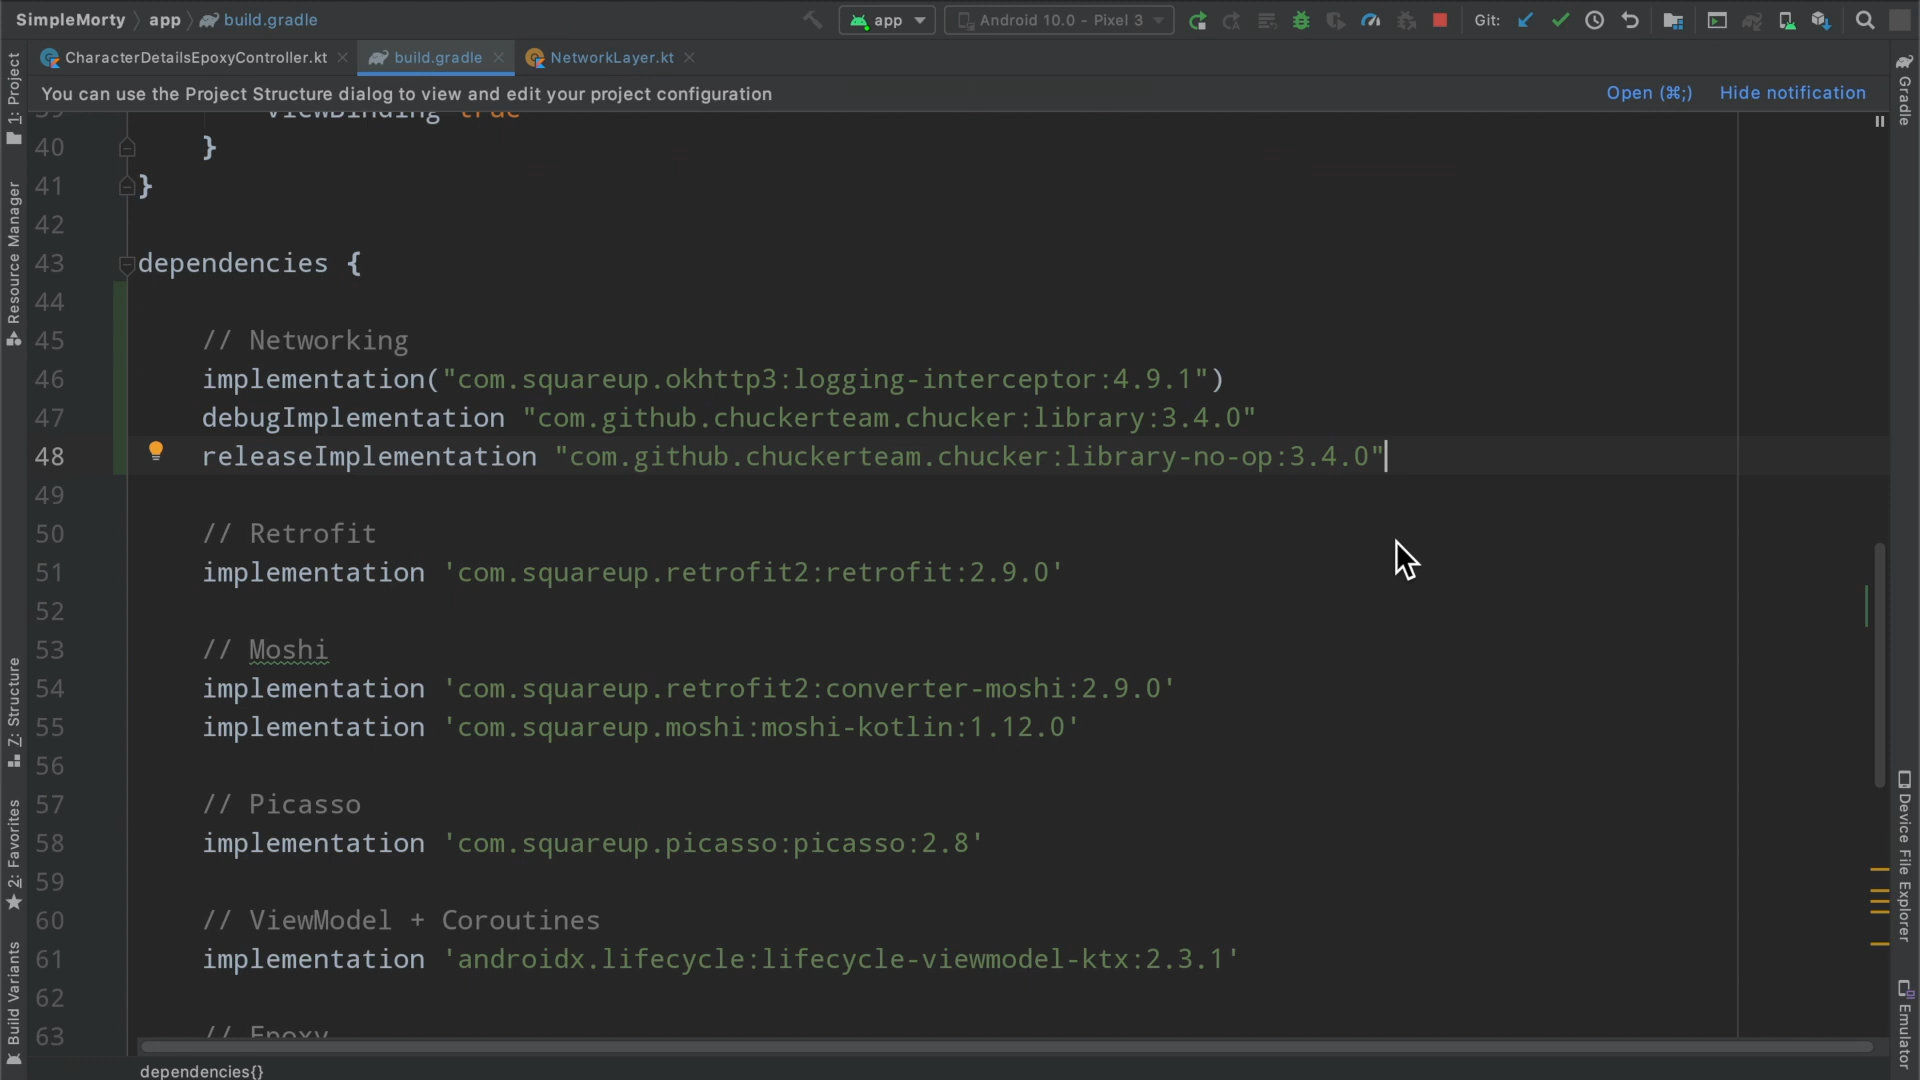 SimpleMorty app build.gradle
app
Android 10.0 - Pixel 3
Git:
CharacterDetailsEpoxyController.kt
build.gradle
NetworkLayer.kt
You can use the Project Structure dialog to view and edit your project configuration
Open (⌘;)
Hide notification
1: Project
Resource Manager
Z: Structure
2: Favorites
Build Variants
Gradle
Device File Explorer
Emulator
39 viewBinding true
40 }
41 }
42
43 dependencies {
44
45 // Networking
46 implementation("com.squareup.okhttp3:logging-interceptor:4.9.1")
47 debugImplementation "com.github.chuckerteam.chucker:library:3.4.0"
48 releaseImplementation "com.github.chuckerteam.chucker:library-no-op:3.4.0"
49
50 // Retrofit
51 implementation 'com.squareup.retrofit2:retrofit:2.9.0'
52
53 // Moshi
54 implementation 'com.squareup.retrofit2:converter-moshi:2.9.0'
55 implementation 'com.squareup.moshi:moshi-kotlin:1.12.0'
56
57 // Picasso
58 implementation 'com.squareup.picasso:picasso:2.8'
59
60 // ViewModel + Coroutines
61 implementation 'androidx.lifecycle:lifecycle-viewmodel-ktx:2.3.1'
62
63 // Epoxy
dependencies{}